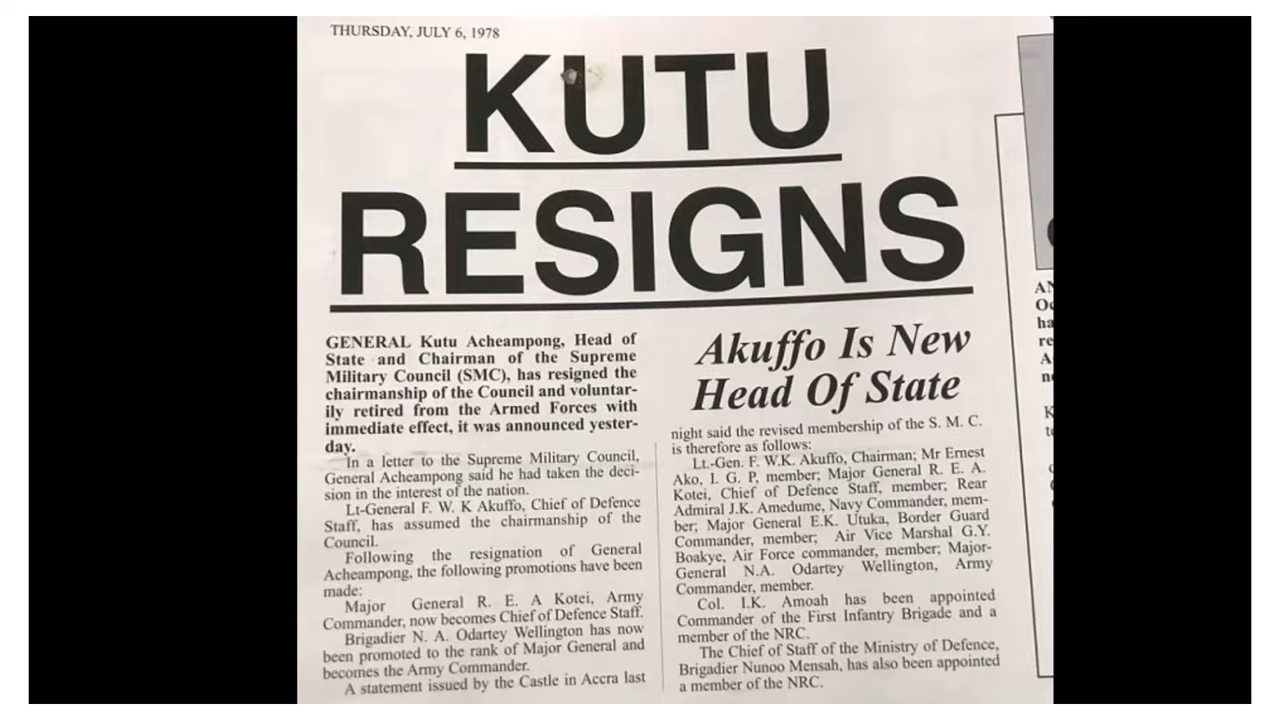 THURSDAY, JULY 6, 1978
KUTU
RESIGNS
GENERAL Kutu Acheampong, Head of
State and Chairman of the Supreme
Military Council (SMC), has resigned the
chairmanship of the Council and voluntar-
ily retired from the Armed Forces with
immediate effect, it was announced yester-
day.
In a letter to the Supreme Military Council,
General Acheampong said he had taken the deci-
sion in the interest of the nation.
Lt-General F. W. K Akuffo, Chief of Defence
Staff, has assumed the chairmanship of the
Council.
Following the resignation of General
Acheampong, the following promotions have been
made:
Major General R. E. A Kotei, Army
Commander, now becomes Chief of Defence Staff.
Brigadier N. A. Odartey Wellington has now
been promoted to the rank of Major General and
becomes the Army Commander.
A statement issued by the Castle in Accra last
Akuffo Is New
Head Of State
night said the revised membership of the S. M. C.
is therefore as follows:
Lt.-Gen. F. W.K. Akuffo, Chairman; Mr Ernest
Ako, I. G. P, member; Major General R. E. A.
Kotei, Chief of Defence Staff, member; Rear
Admiral J.K. Amedume, Navy Commander, mem-
ber; Major General E.K. Utuka, Border Guard
Commander, member; Air Vice Marshal G.Y.
Boakye, Air Force commander, member; Major-
General N.A. Odartey Wellington, Army
Commander, member.
Col. I.K. Amoah has been appointed
Commander of the First Infantry Brigade and a
member of the NRC.
The Chief of Staff of the Ministry of Defence,
Brigadier Nunoo Mensah, has also been appointed
a member of the NRC.